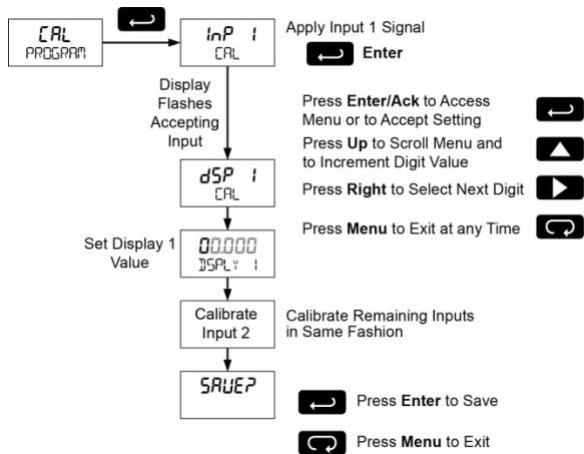 CAL
PROGRAM
InP 1
CAL
Apply Input 1 Signal
Enter
Display
Flashes
Accepting
Input
Press Enter/Ack to Access
Menu or to Accept Setting
Press Up to Scroll Menu and
to Increment Digit Value
Press Right to Select Next Digit
Press Menu to Exit at any Time
dSP 1
CAL
Set Display 1
Value
00.000
DSPLY 1
Calibrate
Input 2
Calibrate Remaining Inputs
in Same Fashion
SAVE?
Press Enter to Save
Press Menu to Exit